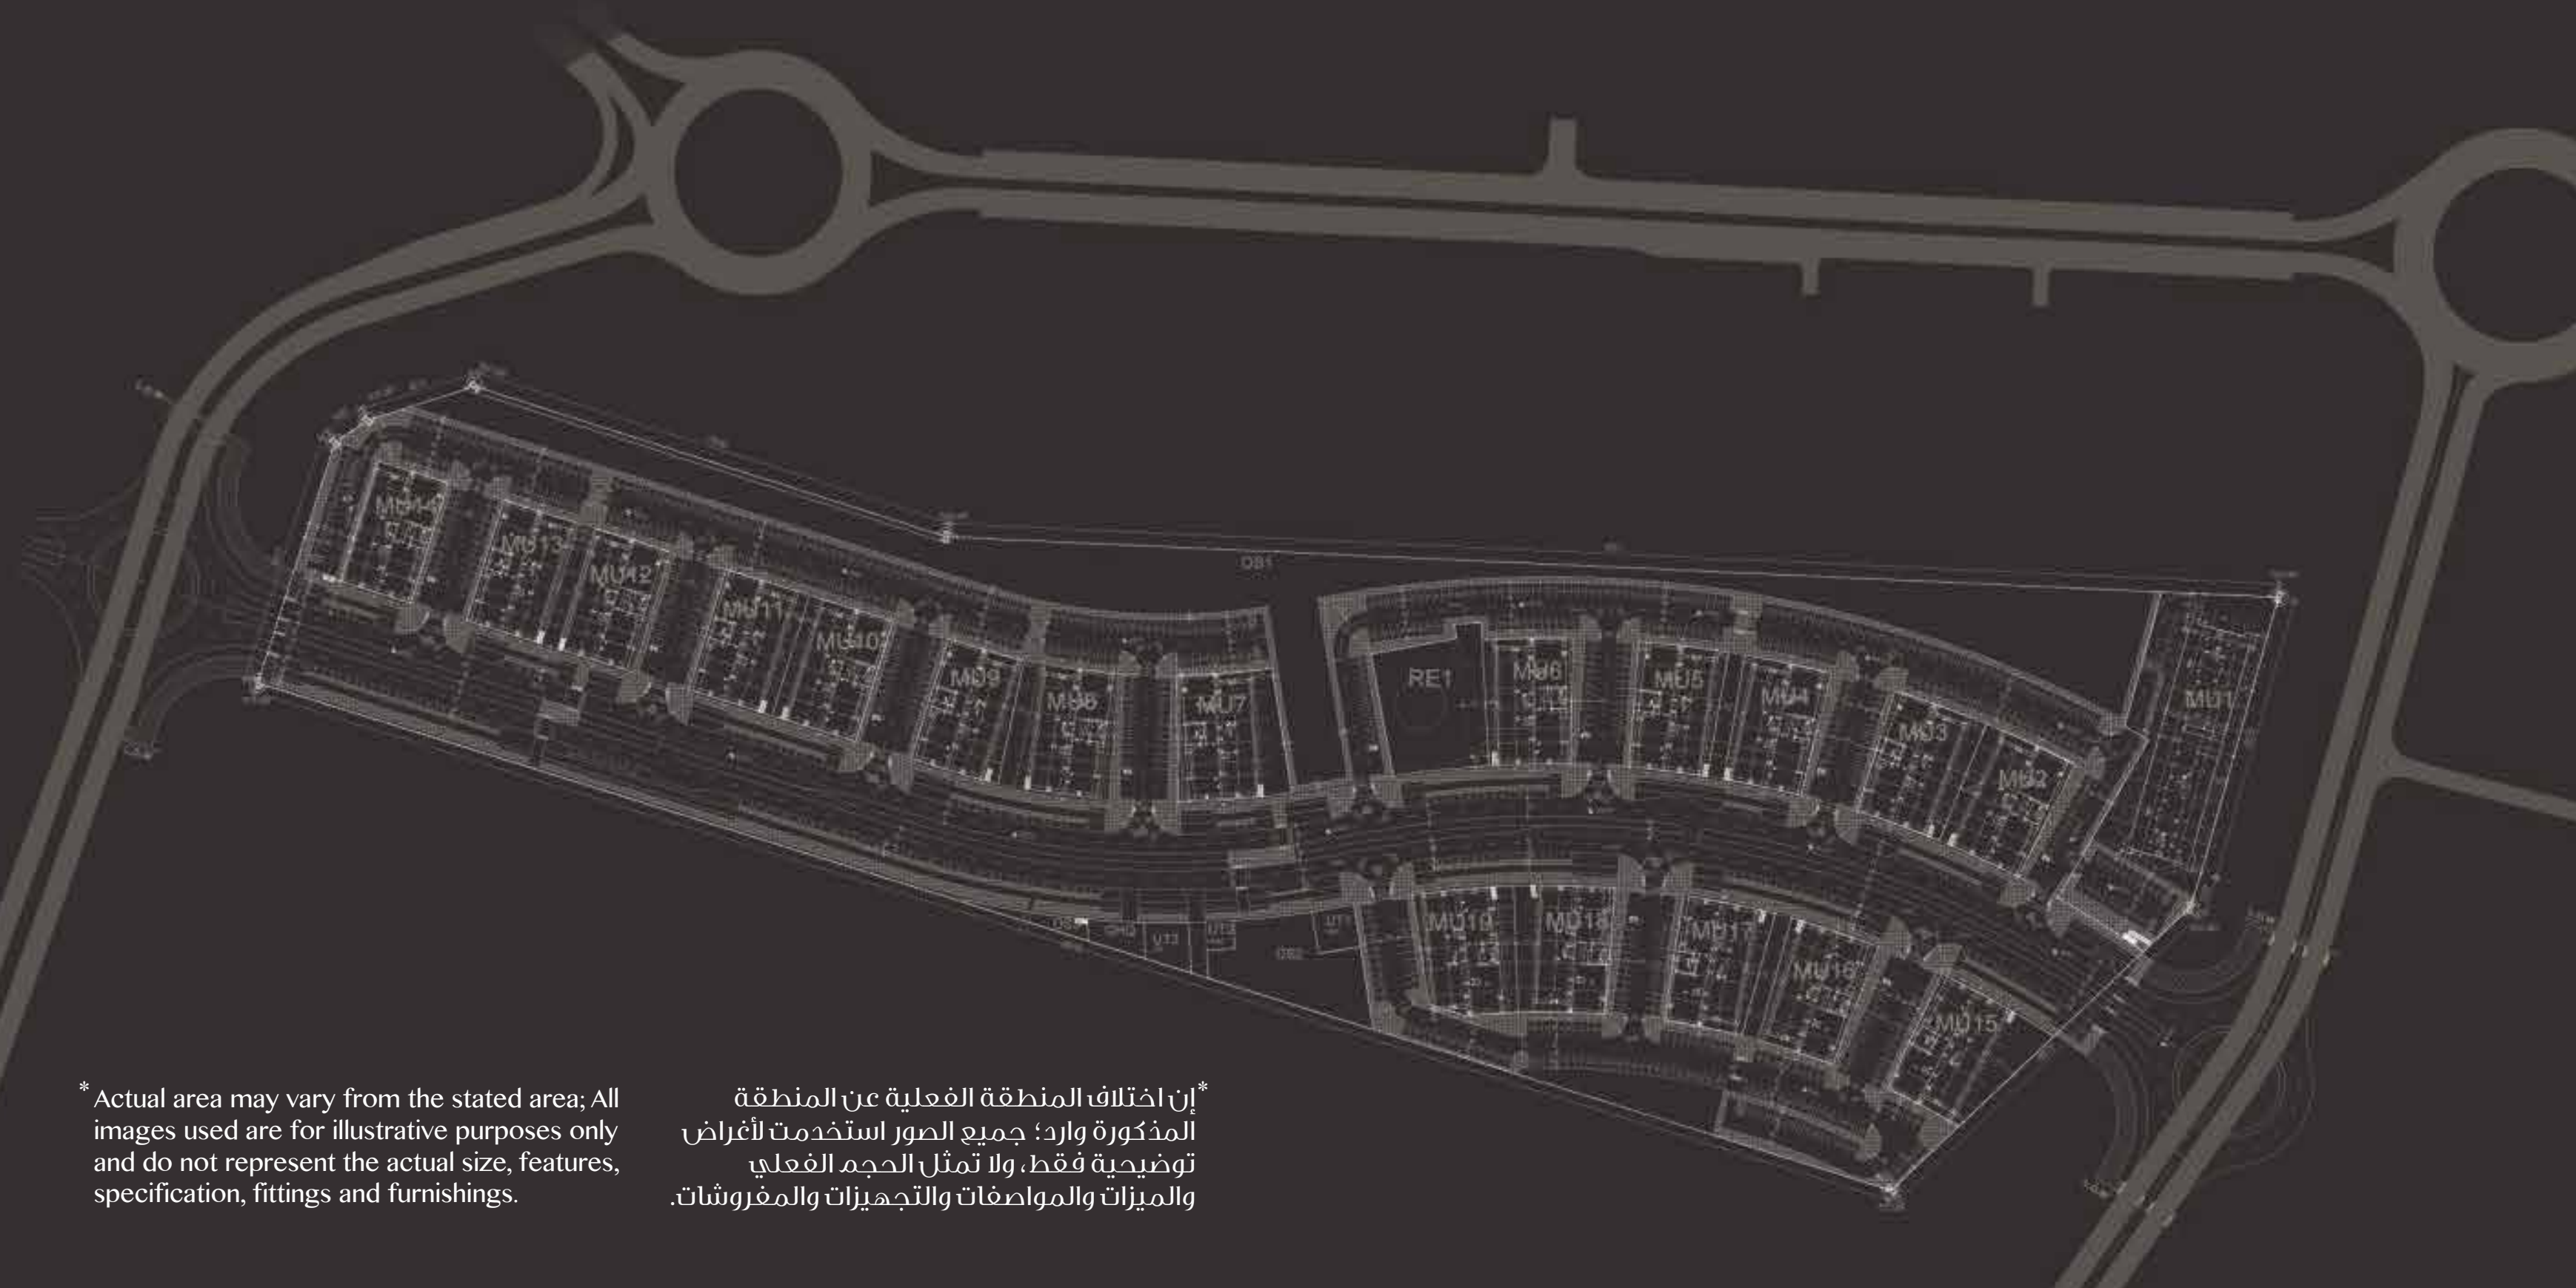 MU14
MU13
MU12
MU11
MU10
MU9
MU8
MU7
OS1
RE1
MU6
MU5
MU4
MU3
MU2
MU1
MU19
MU18
MU17
MU16
MU15
* Actual area may vary from the stated area; All
images used are for illustrative purposes only
and do not represent the actual size, features,
specification, fittings and furnishings.
*إن اختلاف المنطقة الفعلية عن المنطقة
المذكورة وارد؛ جميع الصور استخدمت لأغراض
توضيحية فقط، ولا تمثل الحجم الفعلي
والميزات والمواصفات والتجهيزات والمفروشات.